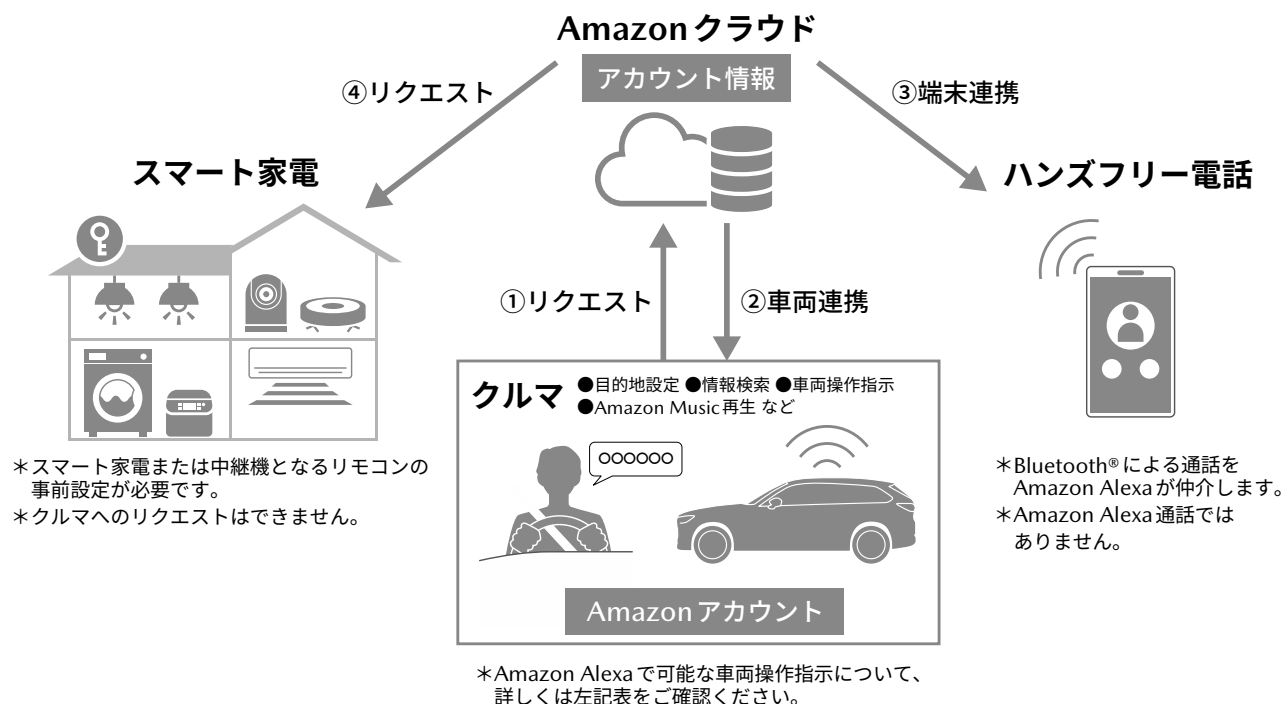 Amazonクラウド
アカウント情報
④リクエスト
③端末連携
スマート家電
ハンズフリー電話
①リクエスト
②車両連携
クルマ ●目的地設定 ●情報検索 ●車両操作指示
●Amazon Music再生 など
○○○○○○
Amazonアカウント
＊スマート家電または中継機となるリモコンの
事前設定が必要です。
＊クルマへのリクエストはできません。
＊Bluetooth®による通話を
Amazon Alexaが仲介します。
＊Amazon Alexa通話では
ありません。
＊Amazon Alexaで可能な車両操作指示について、
詳しくは左記表をご確認ください。